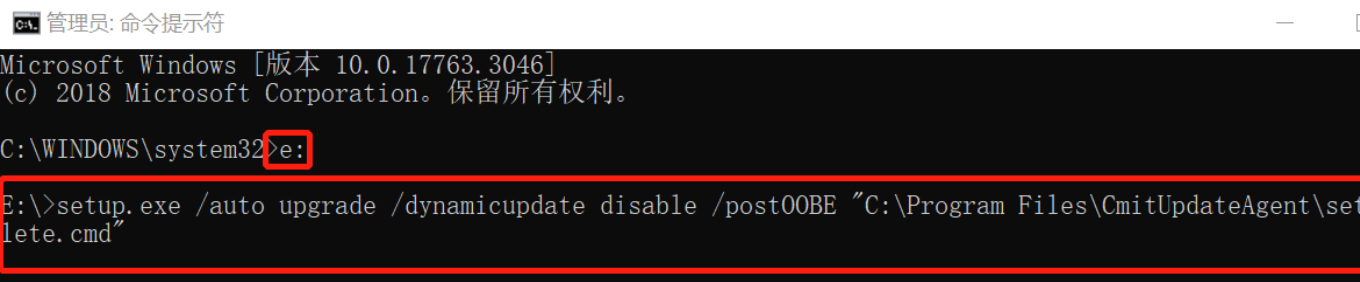 管理员: 命令提示符
Microsoft Windows [版本 10.0.17763.3046]
(c) 2018 Microsoft Corporation。保留所有权利。
C:\WINDOWS\system32>e:
E:\>setup.exe /auto upgrade /dynamicupdate disable /postOOBE "C:\Program Files\CmitUpdateAgent\set
lete.cmd"